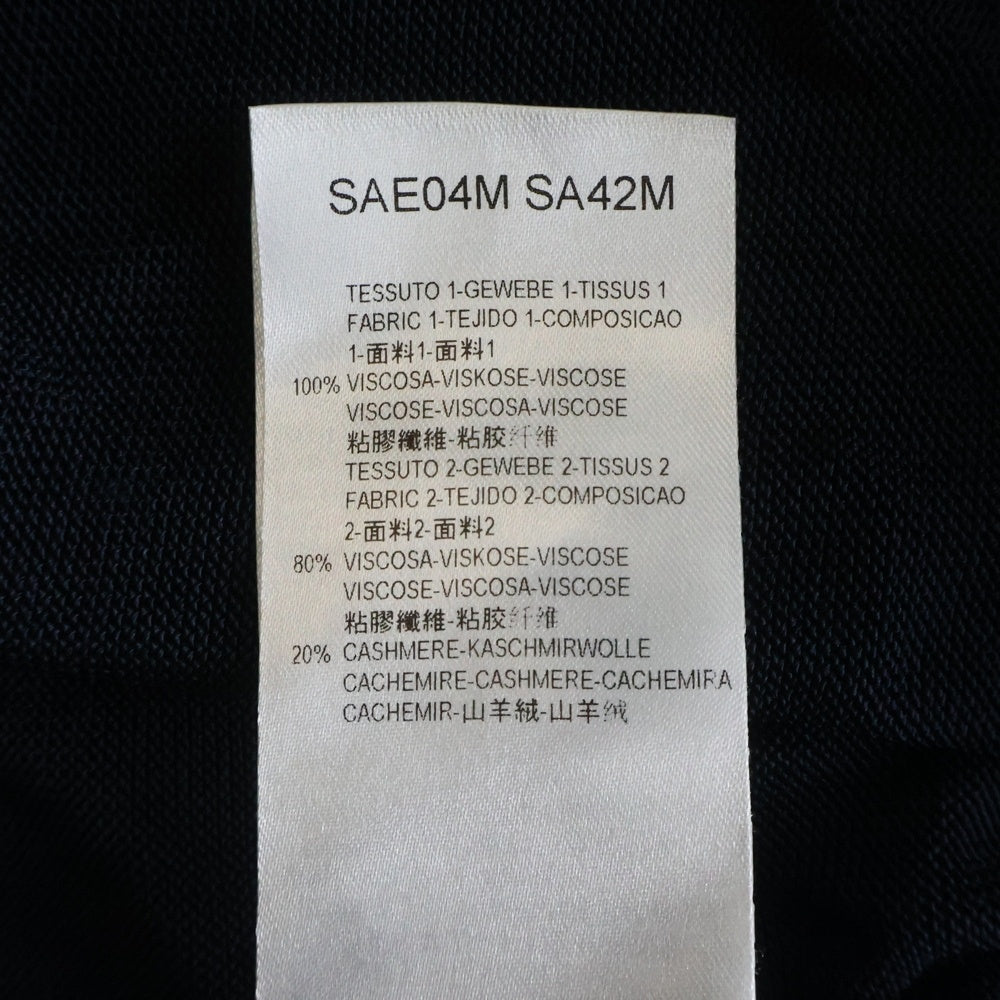 SAE04M SA42M
TESSUTO 1-GEWEBE 1-TISSUS 1
FABRIC 1-TEJIDO 1-COMPOSICAO
1-面料1-面料1
100% VISCOSA-VISKOSE-VISCOSE
VISCOSE-VISCOSA-VISCOSE
粘膠纖維-粘胶纤维
TESSUTO 2-GEWEBE 2-TISSUS 2
FABRIC 2-TEJIDO 2-COMPOSICAO
2-面料2-面料2
80% VISCOSA-VISKOSE-VISCOSE
VISCOSE-VISCOSA-VISCOSE
粘膠纖維-粘胶纤维
20% CASHMERE-KASCHMIRWOLLE
CACHEMIRE-CASHMERE-CACHEMIRA
CACHEMIR-山羊絨-山羊绒